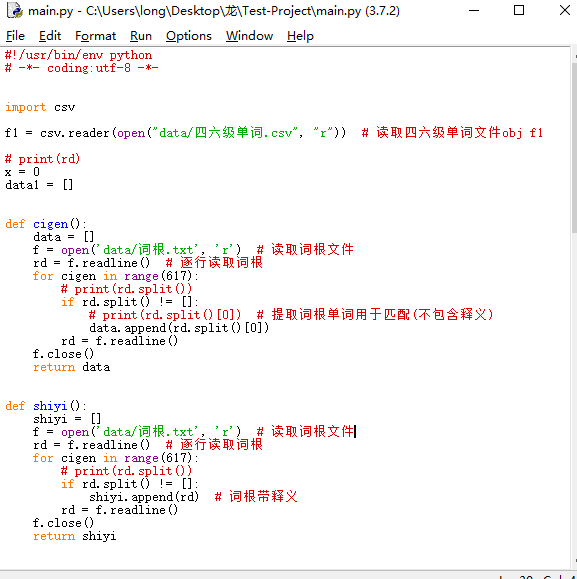 main.py - C:\Users\long\Desktop\龙\Test-Project\main.py (3.7.2)
File Edit Format Run Options Window Help
#!/usr/bin/env python
# -*- coding:utf-8 -*-
import csv
f1 = csv.reader(open("data/四六级单词.csv", "r"))  # 读取四六级单词文件obj f1
# print(rd)
x = 0
data1 = []
def cigen():
    data = []
    f = open('data/词根.txt', 'r')  # 读取词根文件
    rd = f.readline()  # 逐行读取词根
    for cigen in range(617):
        # print(rd.split())
        if rd.split() != []:
            # print(rd.split()[0])  # 提取词根单词用于匹配(不包含释义)
            data.append(rd.split()[0])
        rd = f.readline()
    f.close()
    return data
def shiyi():
    shiyi = []
    f = open('data/词根.txt', 'r')  # 读取词根文件
    rd = f.readline()  # 逐行读取词根
    for cigen in range(617):
        # print(rd.split())
        if rd.split() != []:
            shiyi.append(rd)  # 词根带释义
        rd = f.readline()
    f.close()
    return shiyi